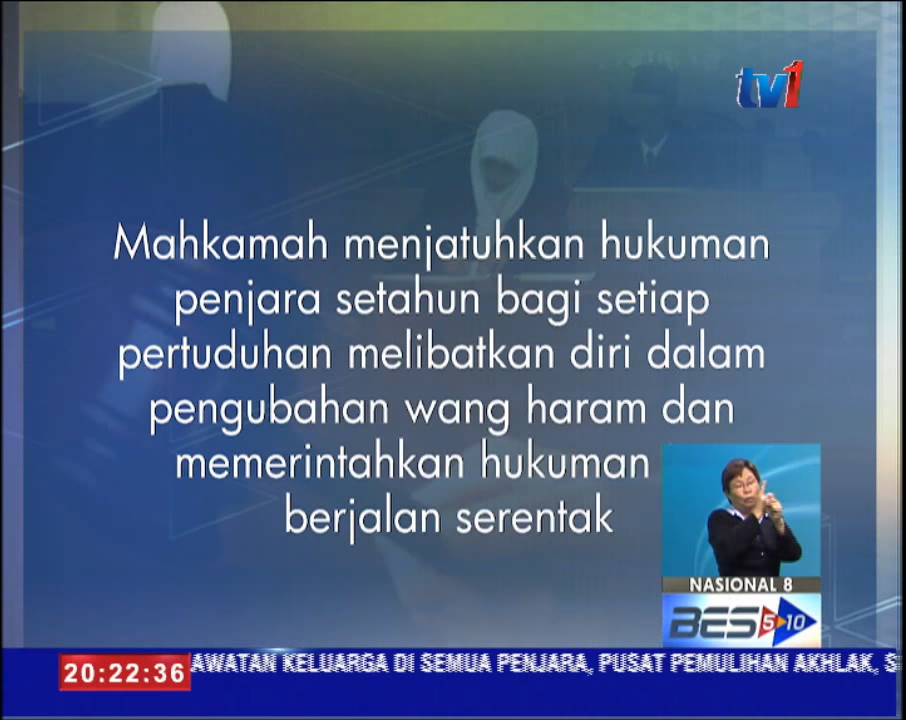 tv1
Mahkamah menjatuhkan hukuman
penjara setahun bagi setiap
pertuduhan melibatkan diri dalam
pengubahan wang haram dan
memerintahkan hukuman
berjalan serentak
NASIONAL 8
BES 5 10
20:22:36 AWATAN KELUARGA DI SEMUA PENJARA, PUSAT PEMULIHAN AKHLAK, S